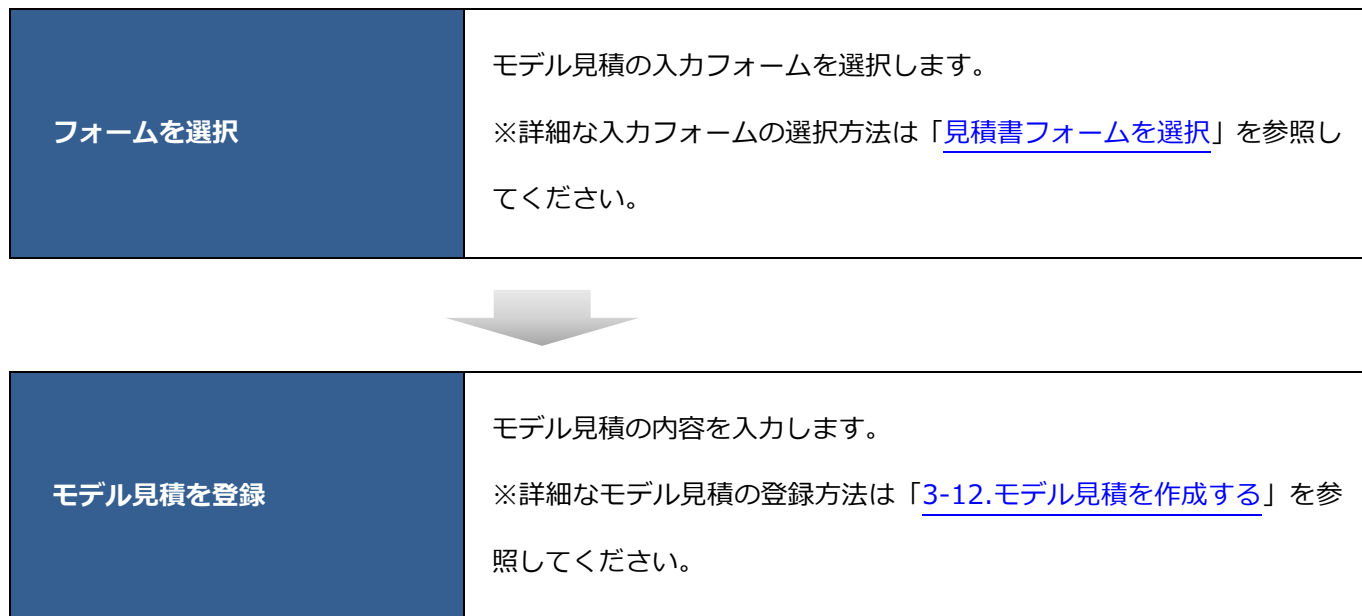 フォームを選択
モデル見積の入力フォームを選択します。
※詳細な入力フォームの選択方法は「見積書フォームを選択」を参照し
てください。
モデル見積を登録
モデル見積の内容を入力します。
※詳細なモデル見積の登録方法は「3-12.モデル見積を作成する」を参
照してください。